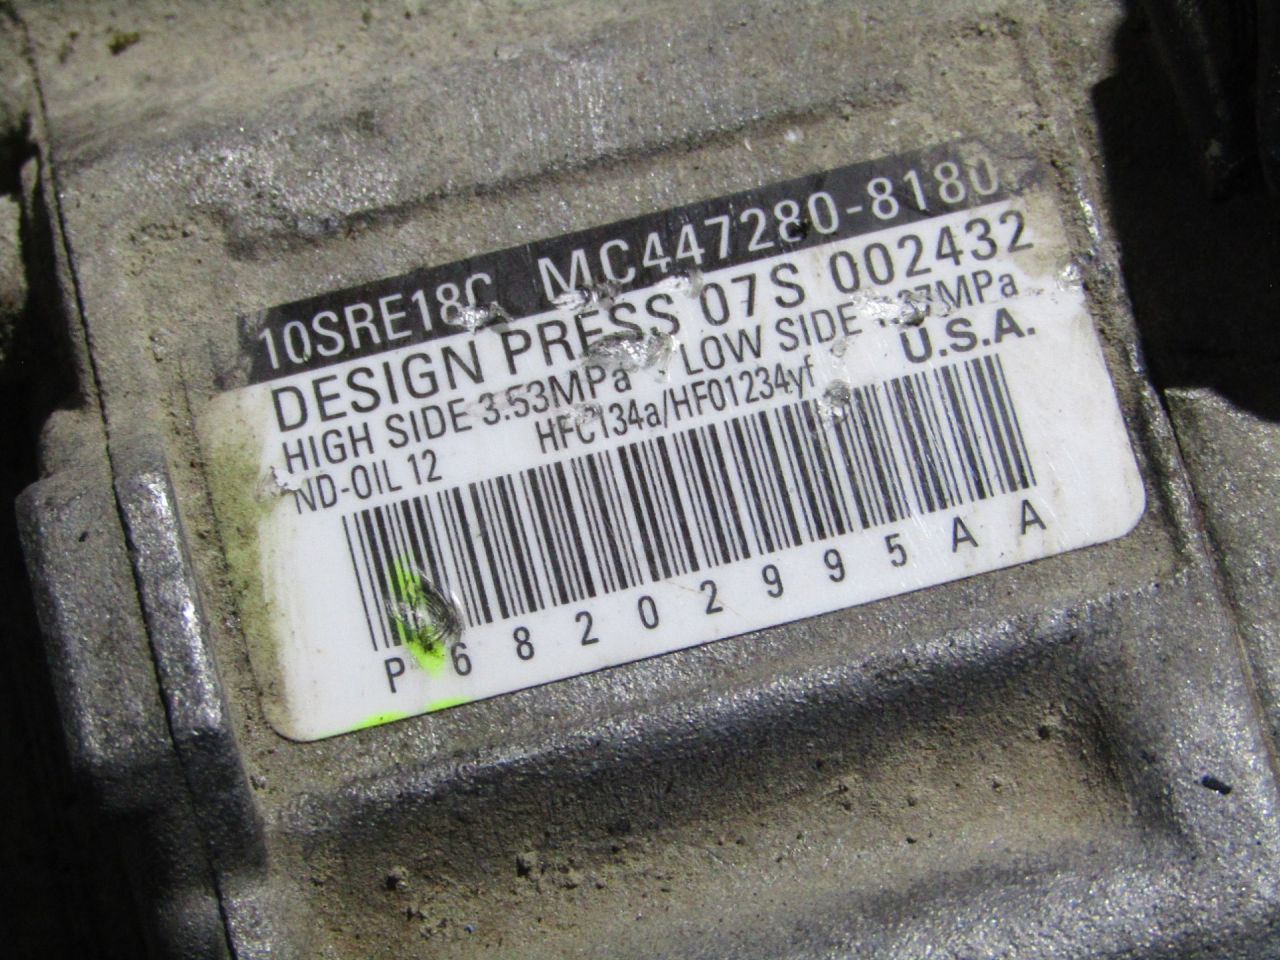 10SRE18C MC447280-8180
DESIGN PRESS 07S 002432
HIGH SIDE 3.53MPa LOW SIDE
HFC134a/HFO1234yf U.S.A.
ND-OIL 12
P68202995AA